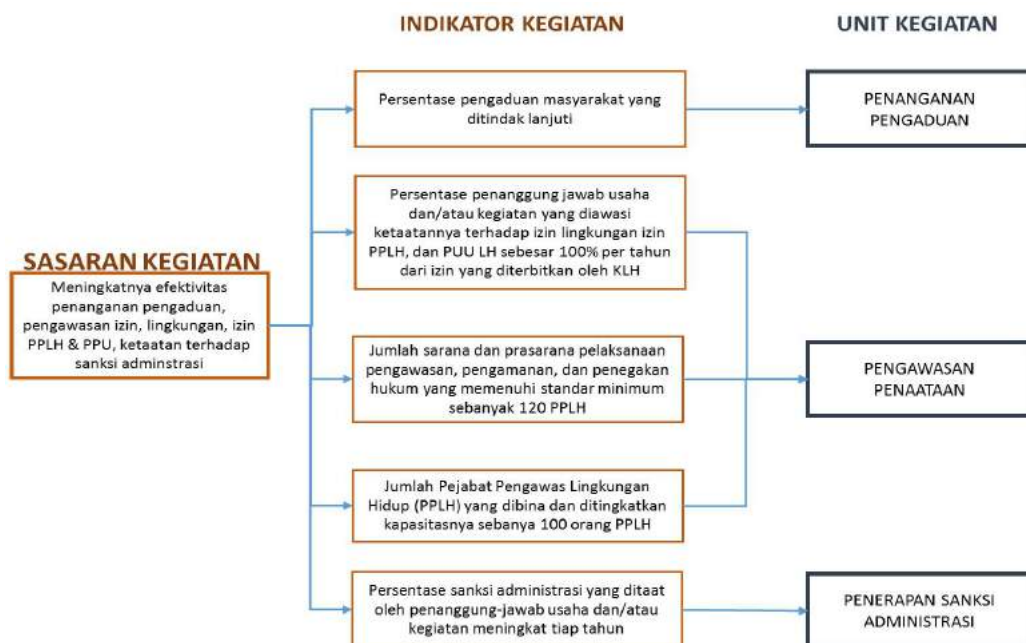 INDIKATOR KEGIATAN
UNIT KEGIATAN
Persentase pengaduan masyarakat yang
ditindak lanjuti
PENANGANAN
PENGADUAN
Persentase penanggung jawab usaha
dan/atau kegiatan yang diawasi
ketaatannya terhadap izin lingkungan izin
PPLH, dan PUU LH sebesar 100% per tahun
dari izin yang diterbitkan oleh KLH
SASARAN KEGIATAN
Meningkatnya efektivitas
penanganan pengaduan,
pengawasan izin, lingkungan, izin
PPLH & PPU, ketaatan terhadap
sanksi adminstrasi
Jumlah sarana dan prasarana pelaksanaan
pengawasan, pengamanan, dan penegakan
hukum yang memenuhi standar minimum
sebanyak 120 PPLH
PENGAWASAN
PENAATAAN
Jumlah Pejabat Pengawas Lingkungan
Hidup (PPLH) yang dibina dan ditingkatkan
kapasitasnya sebanya 100 orang PPLH
Persentase sanksi administrasi yang ditaat
oleh penanggung-jawab usaha dan/atau
kegiatan meningkat tiap tahun
PENERAPAN SANKSI
ADMINISTRASI